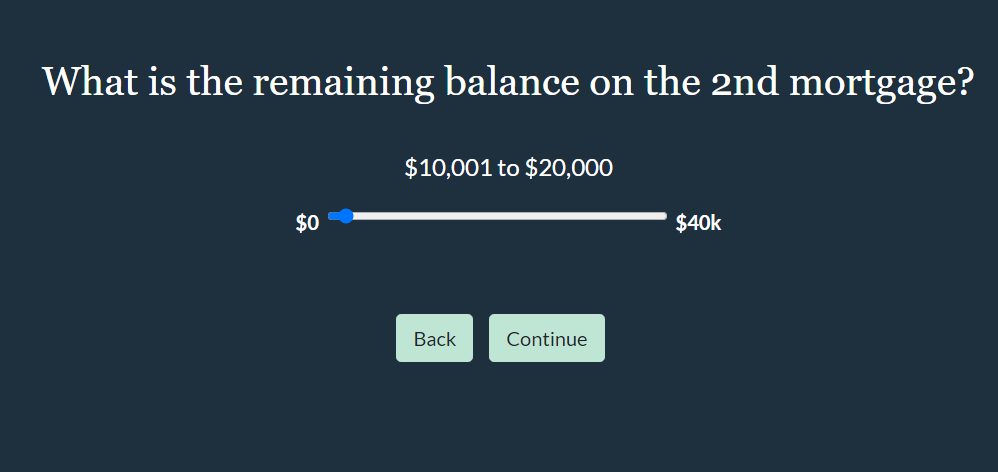 What is the remaining balance on the 2nd mortgage?
$10,001 to $20,000
$0 $40k
Back Continue